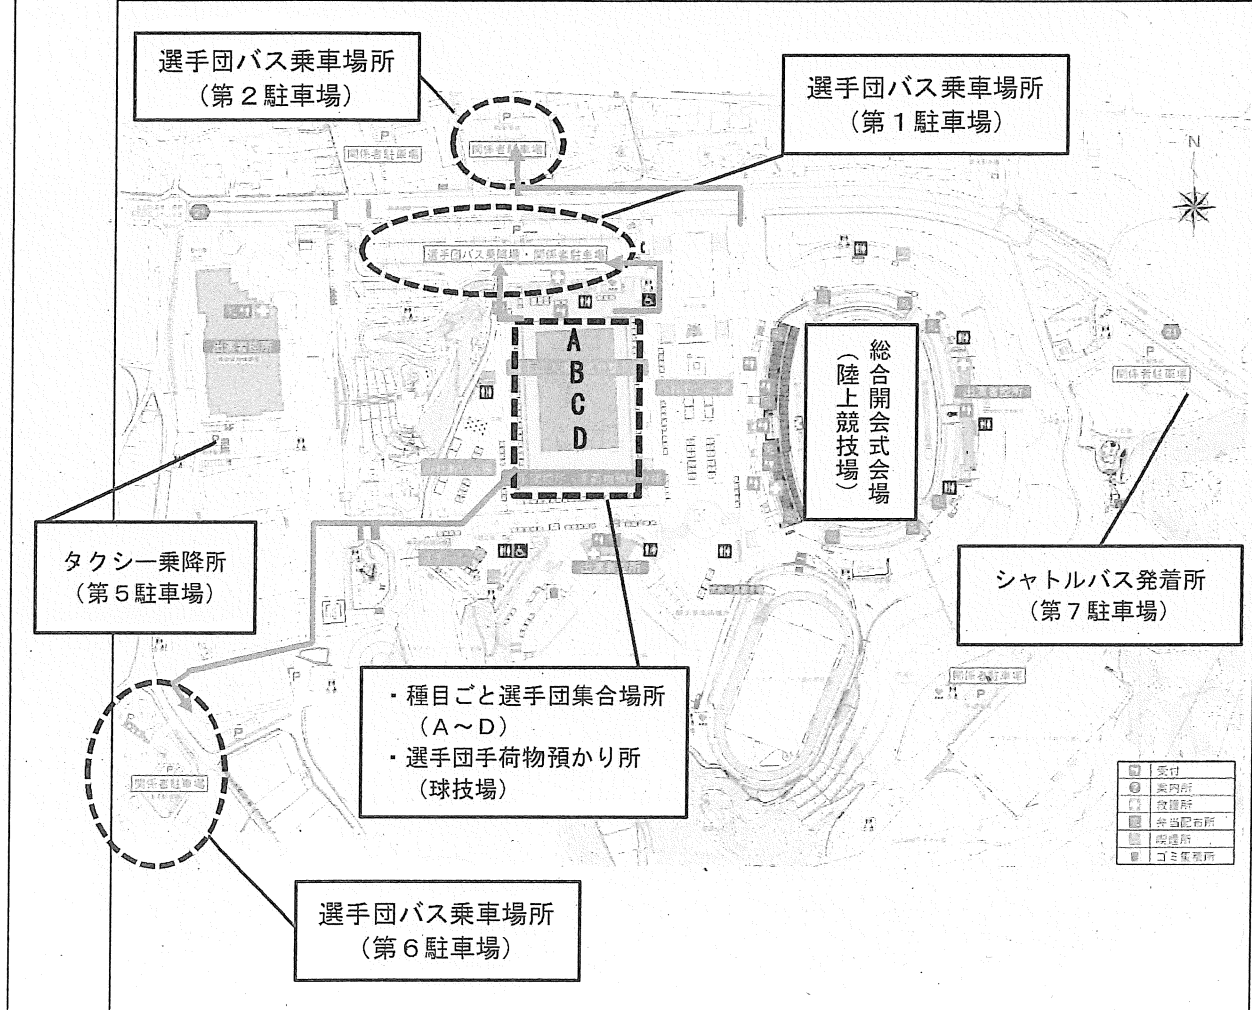 選手団バス乗車場所
（第２駐車場）
選手団バス乗車場所
（第１駐車場）
P
P
関係者駐車場
関係者駐車場
N
P
選手団バス乗降場・関係者駐車場
A
B
C
D
総合開会式会場
（陸上競技場）
P
関係者駐車場
タクシー乗降所
（第５駐車場）
シャトルバス発着所
（第７駐車場）
・種目ごと選手団集合場所
（Ａ～Ｄ）
・選手団手荷物預かり所
（球技場）
関係者駐車場
P
P
P
P
関係者駐車場
受付
案内所
救護所
弁当配布所
喫煙所
ゴミ集積所
選手団バス乗車場所
（第６駐車場）